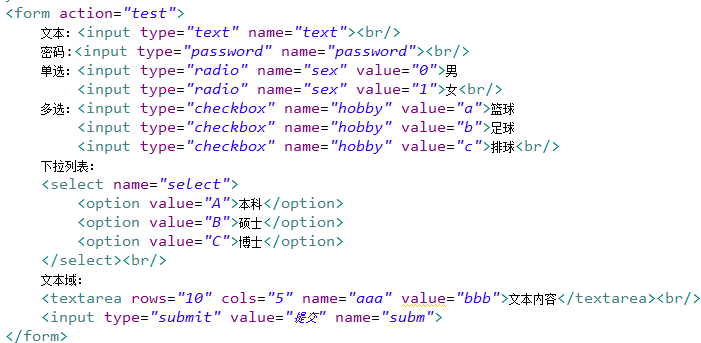 <form action="test">
文本：<input type="text" name="text"><br/>
密码:<input type="password" name="password"><br/>
单选：<input type="radio" name="sex" value="0">男
<input type="radio" name="sex" value="1">女<br/>
多选：<input type="checkbox" name="hobby" value="a">篮球
<input type="checkbox" name="hobby" value="b">足球
<input type="checkbox" name="hobby" value="c">排球<br/>
下拉列表：
<select name="select">
<option value="A">本科</option>
<option value="B">硕士</option>
<option value="C">博士</option>
</select><br/>
文本域：
<textarea rows="10" cols="5" name="aaa" value="bbb">文本内容</textarea><br/>
<input type="submit" value="提交" name="subm">
</form>